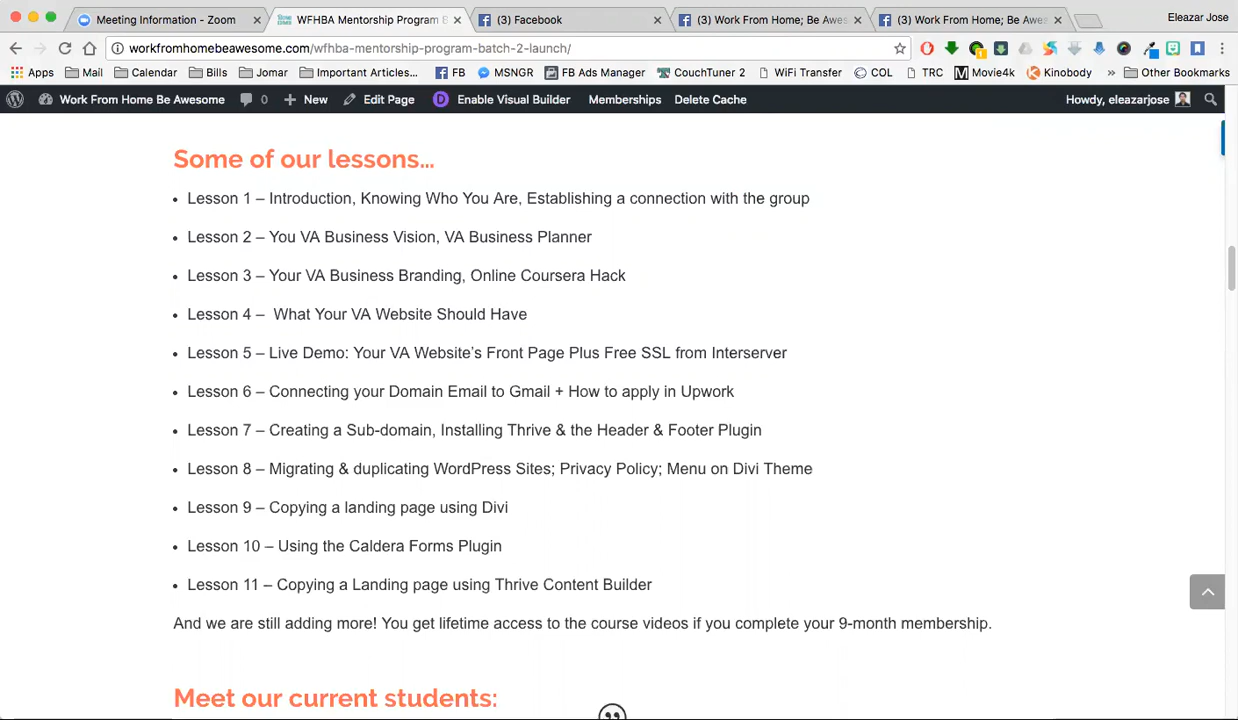 Meeting Information - Zoom
WFHBA Mentorship Program B
(3) Facebook
(3) Work From Home; Be Awes
(3) Work From Home; Be Awes
Eleazar Jose
workfromhomebeawesome.com/wfhba-mentorship-program-batch-2-launch/
Apps Mail Calendar Bills Jomar Important Articles... FB MSNGR FB Ads Manager CouchTuner 2 WiFi Transfer COL TRC Movie4k Kinobody » Other Bookmarks
Work From Home Be Awesome 0 New Edit Page Enable Visual Builder Memberships Delete Cache Howdy, eleazarjose
Some of our lessons...
• Lesson 1 – Introduction, Knowing Who You Are, Establishing a connection with the group
• Lesson 2 – You VA Business Vision, VA Business Planner
• Lesson 3 – Your VA Business Branding, Online Coursera Hack
• Lesson 4 –  What Your VA Website Should Have
• Lesson 5 – Live Demo: Your VA Website's Front Page Plus Free SSL from Interserver
• Lesson 6 – Connecting your Domain Email to Gmail + How to apply in Upwork
• Lesson 7 – Creating a Sub-domain, Installing Thrive & the Header & Footer Plugin
• Lesson 8 – Migrating & duplicating WordPress Sites; Privacy Policy; Menu on Divi Theme
• Lesson 9 – Copying a landing page using Divi
• Lesson 10 – Using the Caldera Forms Plugin
• Lesson 11 – Copying a Landing page using Thrive Content Builder
And we are still adding more! You get lifetime access to the course videos if you complete your 9-month membership.
Meet our current students: